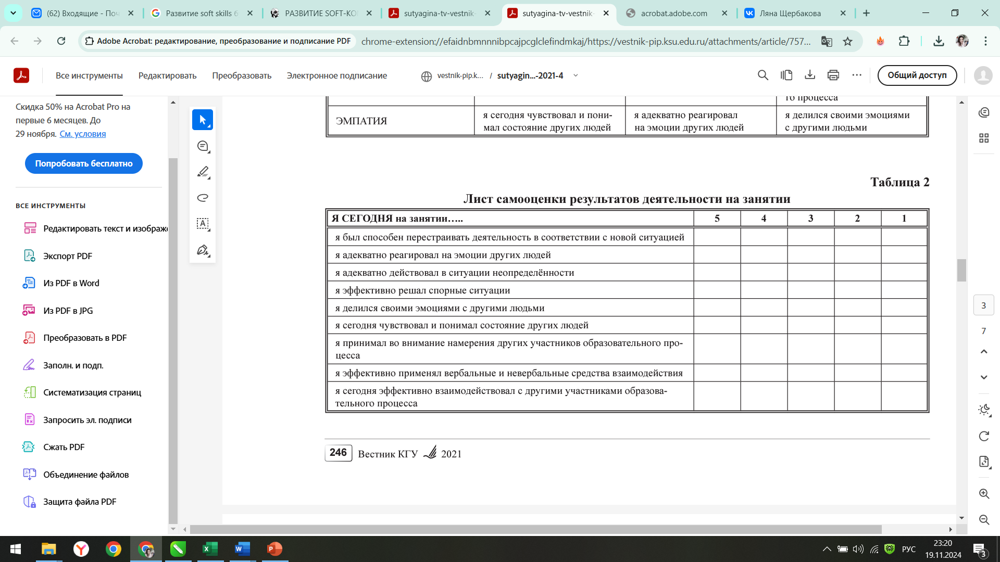 (62) Входящие - Поч
Развитие soft skills 6
РАЗВИТИЕ SOFT-КО
sutyagina-tv-vestnik-
sutyagina-tv-vestnik-
acrobat.adobe.com
Ляна Щербакова
Adobe Acrobat: редактирование, преобразование и подписание PDF
chrome-extension://efaidnbmnnnibpcajpcglclefindmkaj/https://vestnik-pip.ksu.edu.ru/attachments/article/757...
Все инструменты
Редактировать
Преобразовать
Электронное подписание
vestnik-pip.k... / sutyagin...-2021-4
Общий доступ
Скидка 50% на Acrobat Pro на
первые 6 месяцев. До
29 ноября. См. условия
Попробовать бесплатно
ВСЕ ИНСТРУМЕНТЫ
Редактировать текст и изображе
Экспорт PDF
Из PDF в Word
Из PDF в JPG
Преобразовать в PDF
Заполн. и подп.
Систематизация страниц
Запросить эл. подписи
Сжать PDF
Объединение файлов
Защита файла PDF
го процесса
ЭМПАТИЯ
я сегодня чувствовал и пони-
мал состояние других людей
я адекватно реагировал
на эмоции других людей
я делился своими эмоциями
с другими людьми
Таблица 2
Лист самооценки результатов деятельности на занятии
Я СЕГОДНЯ на занятии….. 5 4 3 2 1
я был способен перестраивать деятельность в соответствии с новой ситуацией
я адекватно реагировал на эмоции других людей
я адекватно действовал в ситуации неопределённости
я эффективно решал спорные ситуации
я делился своими эмоциями с другими людьми
я сегодня чувствовал и понимал состояние других людей
я принимал во внимание намерения других участников образовательного про-
цесса
я эффективно применял вербальные и невербальные средства взаимодействия
я сегодня эффективно взаимодействовал с другими участниками образова-
тельного процесса
246 Вестник КГУ 2021
3
7
РУС
23:20
19.11.2024
3